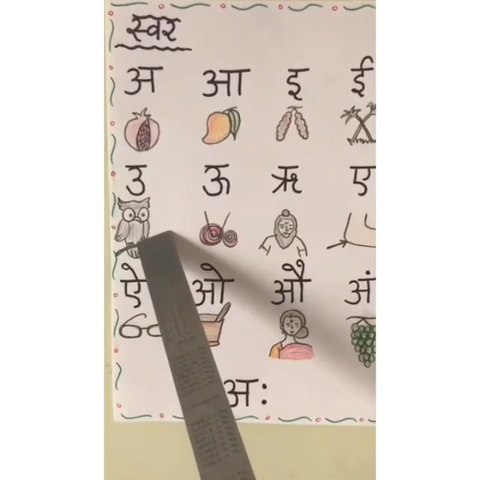 स्वर
अ आ इ ई
उ ऊ ऋ ए
ऐ ओ औ अं
अः